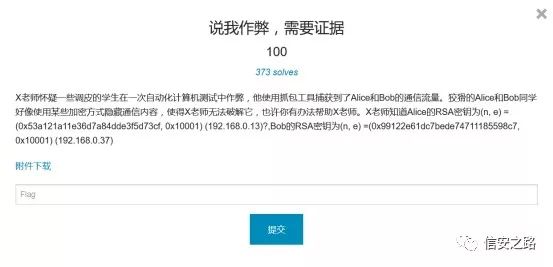 说我作弊，需要证据
100
373 solves
X老师怀疑一些调皮的学生在一次自动化计算机测试中作弊，他使用抓包工具捕获到了Alice和Bob的通信流量。狡猾的Alice和Bob同学
好像使用某些加密方式隐藏通信内容，使得X老师无法破解它，也许你有办法帮助X老师。X老师知道Alice的RSA密钥为(n, e) =
(0x53a121a11e36d7a84dde3f5d73cf, 0x10001) (192.168.0.13)?,Bob的RSA密钥为(n, e) =(0x99122e61dc7bede74711185598c7,
0x10001) (192.168.0.37)
附件下载
Flag
提交
信安之路